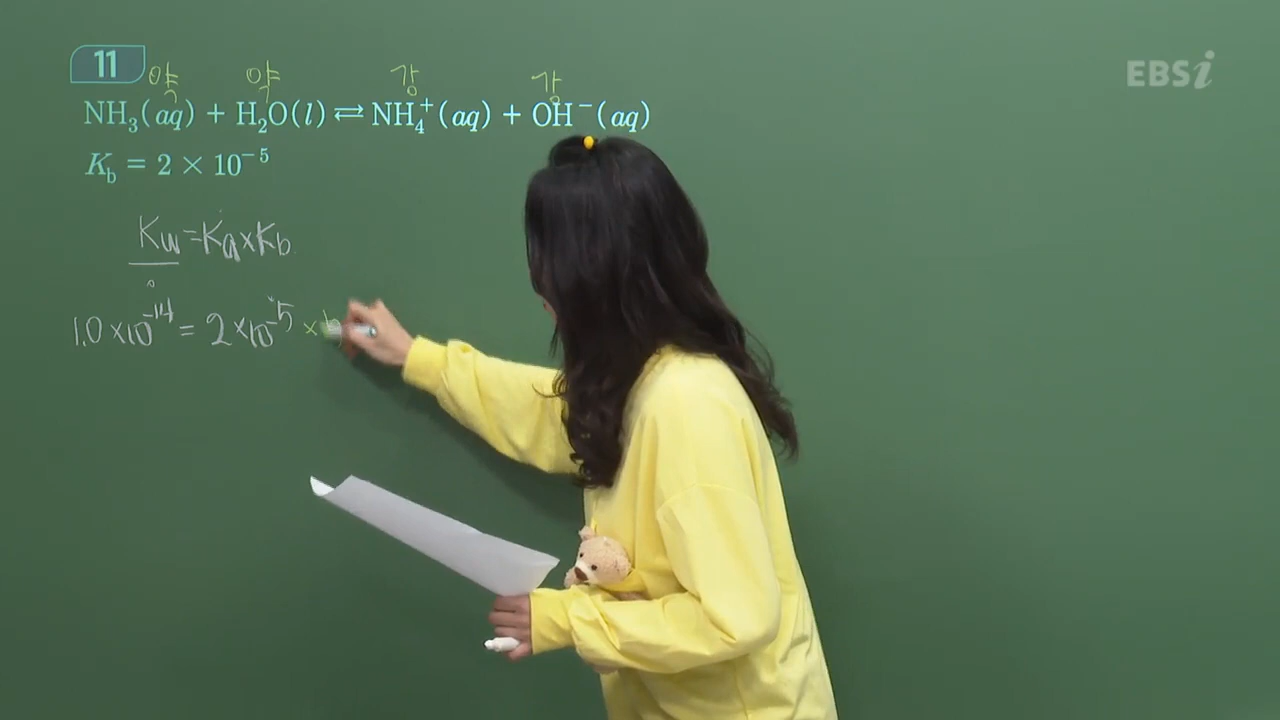 11
EBSi
약 약 강 강
NH₃(aq) + H₂O(l) ⇌ NH₄⁺(aq) + OH⁻(aq)
K_b = 2 × 10⁻⁵
Kw = Ka × Kb
1.0 × 10⁻¹⁴ = 2 × 10⁻⁵ ×